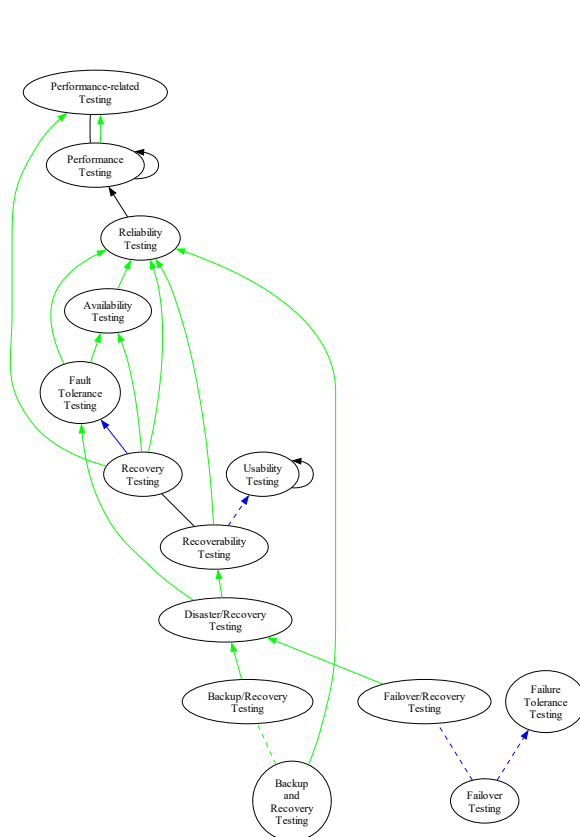 Performance-related
Testing
Performance
Testing
Reliability
Testing
Availability
Testing
Fault
Tolerance
Testing
Recovery
Testing
Usability
Testing
Recoverability
Testing
Disaster/Recovery
Testing
Backup/Recovery
Testing
Failover/Recovery
Testing
Failure
Tolerance
Testing
Backup
and
Recovery
Testing
Failover
Testing